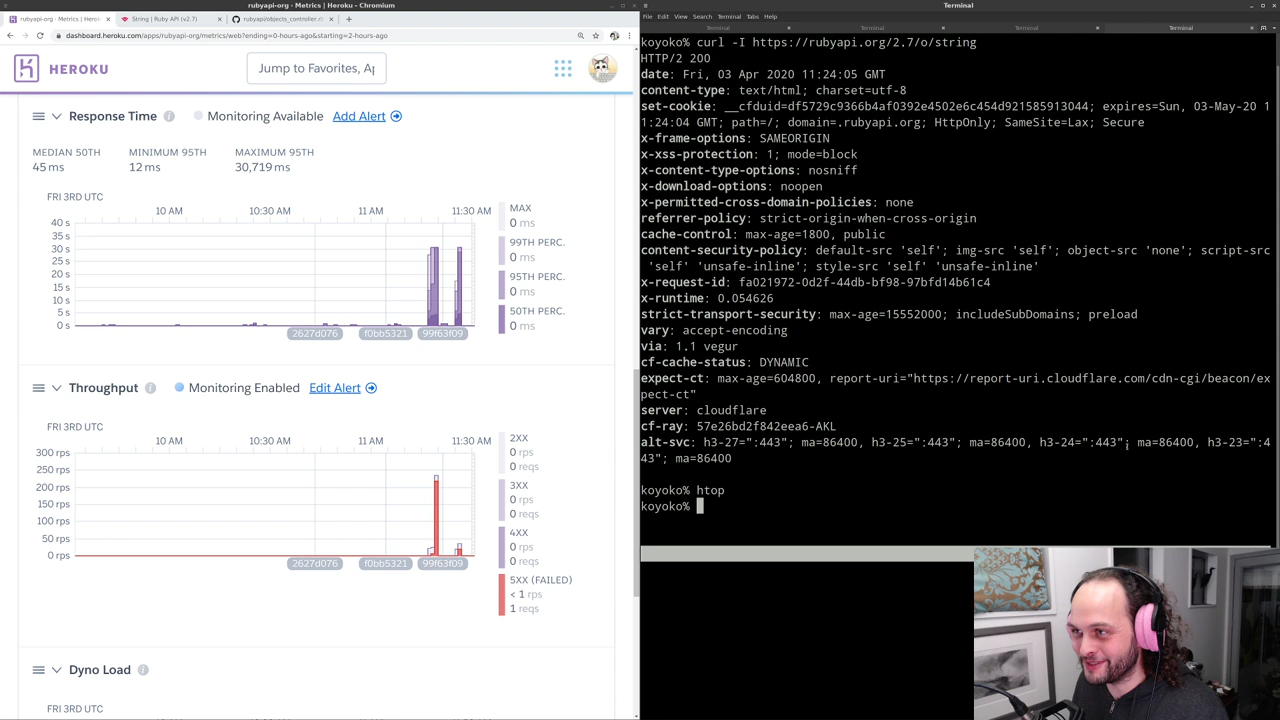 rubyapi-org - Metrics | Heroku - Chromium
rubyapi-org • Metrics | Heroku
String | Ruby API (v2.7)
rubyapi/objects_controller.rb
dashboard.heroku.com/apps/rubyapi-org/metrics/web?ending=0-hours-ago&starting=2-hours-ago
HEROKU
Jump to Favorites, Ap
Response Time
Monitoring Available
Add Alert
MEDIAN 50TH
MINIMUM 95TH
MAXIMUM 95TH
45 ms
12 ms
30,719 ms
FRI 3RD UTC
10 AM
10:30 AM
11 AM
11:30 AM
40 s
35 s
30 s
25 s
20 s
15 s
10 s
5 s
0 s
2627d076
f0bb5321
99f63f09
MAX
0 ms
99TH PERC.
0 ms
95TH PERC.
0 ms
50TH PERC.
0 ms
Throughput
Monitoring Enabled
Edit Alert
FRI 3RD UTC
10 AM
10:30 AM
11 AM
11:30 AM
300 rps
250 rps
200 rps
150 rps
100 rps
50 rps
0 rps
2627d076
f0bb5321
99f63f09
2XX
0 rps
0 reqs
3XX
0 rps
0 reqs
4XX
0 rps
0 reqs
5XX (FAILED)
< 1 rps
1 reqs
Dyno Load
FRI 3RD UTC
10 AM
10:30 AM
11 AM
11:30 AM
Terminal
File Edit View Search Terminal Tabs Help
Terminal
Terminal
Terminal
Terminal
koyoko% curl -I https://rubyapi.org/2.7/o/string
HTTP/2 200
date: Fri, 03 Apr 2020 11:24:05 GMT
content-type: text/html; charset=utf-8
set-cookie: __cfduid=df5729c9366b4af0392e4502e6c454d921585913044; expires=Sun, 03-May-20 1
1:24:04 GMT; path=/; domain=.rubyapi.org; HttpOnly; SameSite=Lax; Secure
x-frame-options: SAMEORIGIN
x-xss-protection: 1; mode=block
x-content-type-options: nosniff
x-download-options: noopen
x-permitted-cross-domain-policies: none
referrer-policy: strict-origin-when-cross-origin
cache-control: max-age=1800, public
content-security-policy: default-src 'self'; img-src 'self'; object-src 'none'; script-src
'self' 'unsafe-inline'; style-src 'self' 'unsafe-inline'
x-request-id: fa021972-0d2f-44db-bf98-97bfd14b61c4
x-runtime: 0.054626
strict-transport-security: max-age=15552000; includeSubDomains; preload
vary: accept-encoding
via: 1.1 vegur
cf-cache-status: DYNAMIC
expect-ct: max-age=604800, report-uri="https://report-uri.cloudflare.com/cdn-cgi/beacon/ex
pect-ct"
server: cloudflare
cf-ray: 57e26bd2f842eea6-AKL
alt-svc: h3-27=":443"; ma=86400, h3-25=":443"; ma=86400, h3-24=":443"; ma=86400, h3-23=":4
43"; ma=86400
koyoko% htop
koyoko%